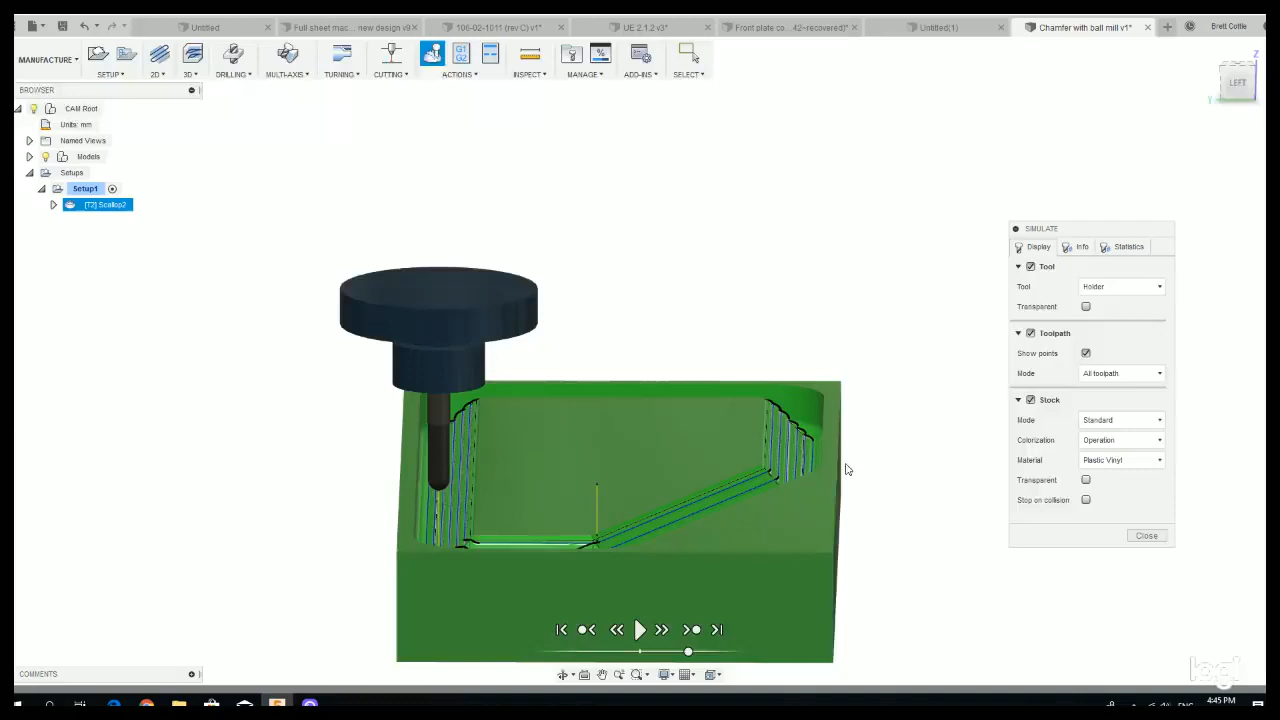 Untitled
Full sheet mac... new design v9
106-02-1011 (rev C) v1*
UE 2.1.2 v3*
Front plate co... 42~recovered)*
Untitled(1)
Chamfer with ball mill v1*
Brett Cottle
MANUFACTURE
SETUP
2D
3D
DRILLING
MULTI-AXIS
TURNING
CUTTING
G1
G2
ACTIONS
INSPECT
MANAGE
ADD-INS
SELECT
BROWSER
CAM Root
Units: mm
Named Views
Models
Setups
Setup1
[T2] Scallop2
Z
LEFT
Y
SIMULATE
Display
Info
Statistics
Tool
Tool
Holder
Transparent
Toolpath
Show points
Mode
All toolpath
Stock
Mode
Standard
Colorization
Operation
Material
Plastic Vinyl
Transparent
Stop on collision
Close
COMMENTS
logi
ENG
4:45 PM